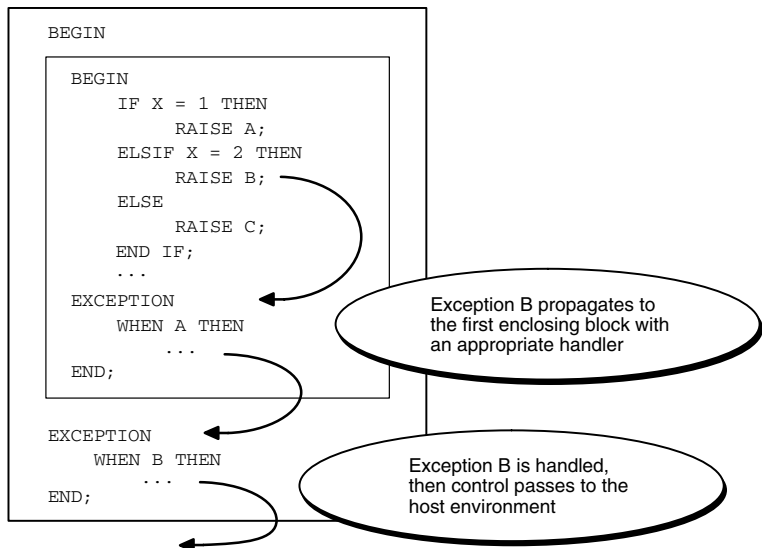 BEGIN
BEGIN
IF X = 1 THEN
RAISE A;
ELSIF X = 2 THEN
RAISE B;
ELSE
RAISE C;
END IF;
...
EXCEPTION
WHEN A THEN
...
END;
Exception B propagates to
the first enclosing block with
an appropriate handler
EXCEPTION
WHEN B THEN
...
END;
Exception B is handled,
then control passes to the
host environment